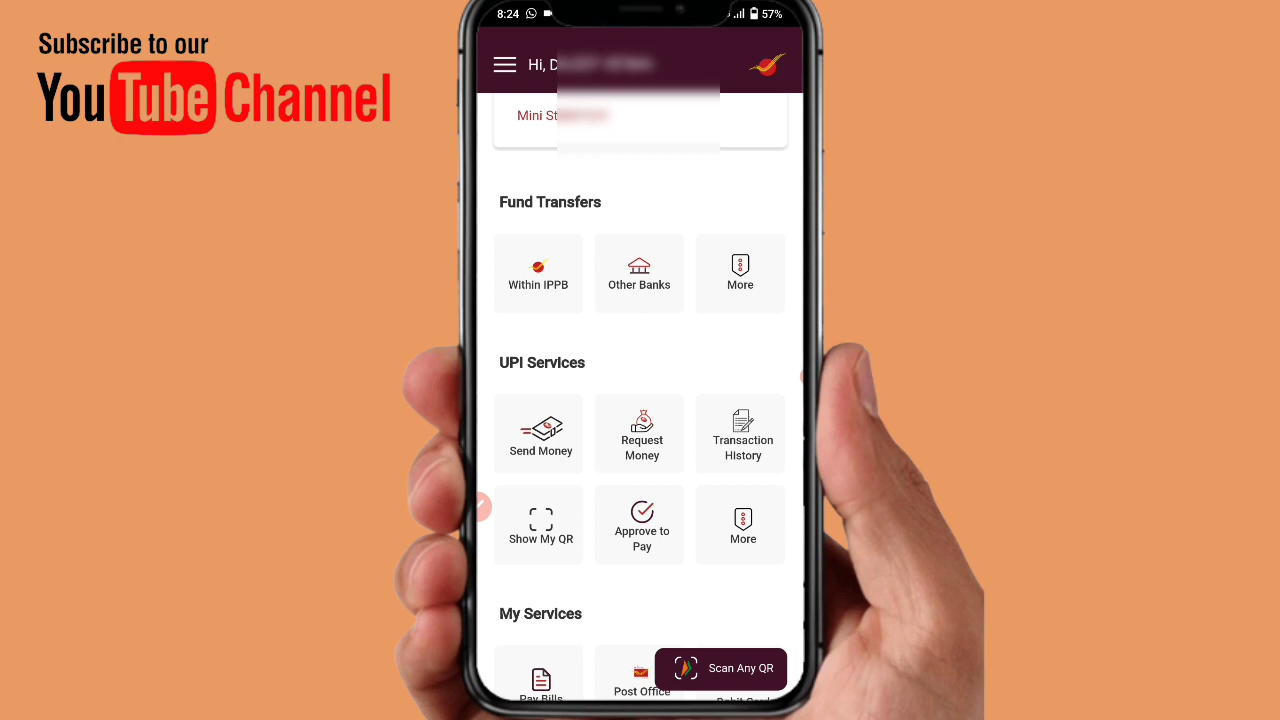 Subscribe to our
YouTube Channel
8:24
57%
Hi, D
Mini St
Fund Transfers
Within IPPB
Other Banks
More
UPI Services
Send Money
Request
Money
Transaction
History
Show My QR
Approve to
Pay
More
My Services
Pay Bills
Post Office
Scan Any QR